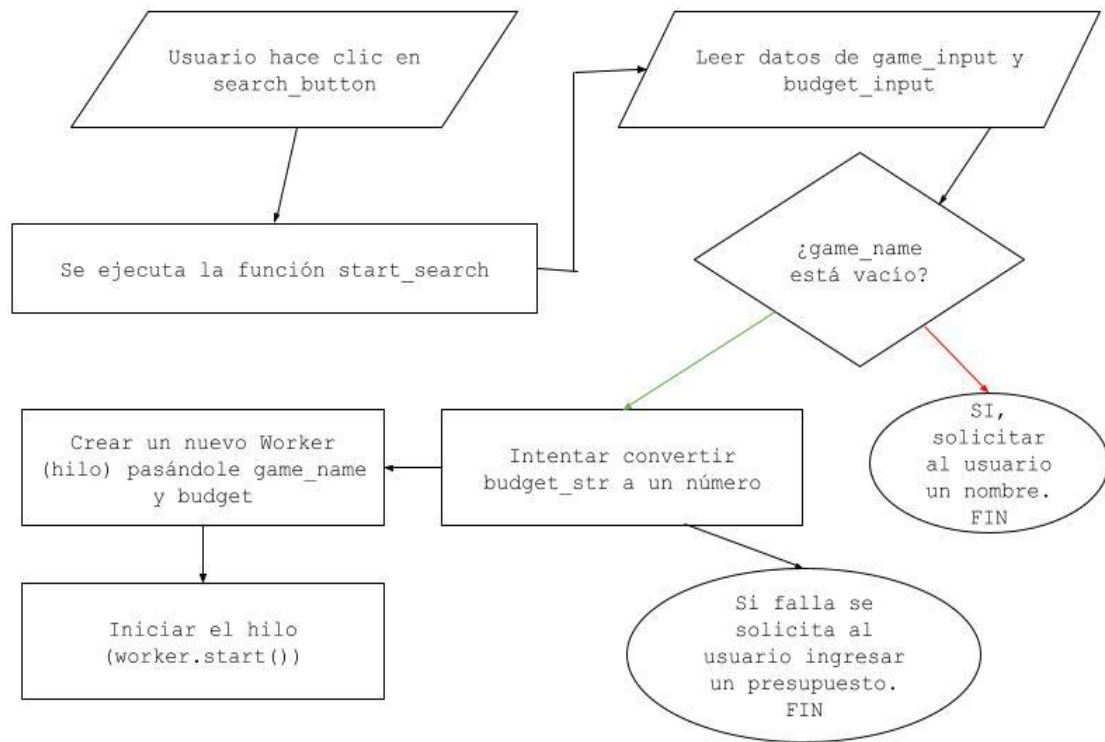 Usuario hace clic en
search_button
Leer datos de game_input y
budget_input
Se ejecuta la función start_search
¿game_name
está vacío?
SI,
solicitar
al usuario
un nombre.
FIN
Intentar convertir
budget_str a un número
Crear un nuevo Worker
(hilo) pasándole game_name
y budget
Iniciar el hilo
(worker.start())
Si falla se
solicita al
usuario ingresar
un presupuesto.
FIN